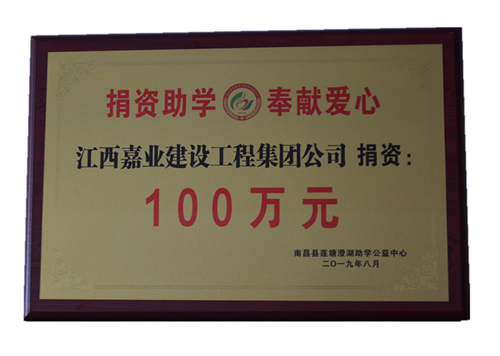 捐资助学 奉献爱心
江西嘉业建设工程集团公司 捐资：
100万元
南昌县莲塘澄湖助学公益中心
二〇一九年八月